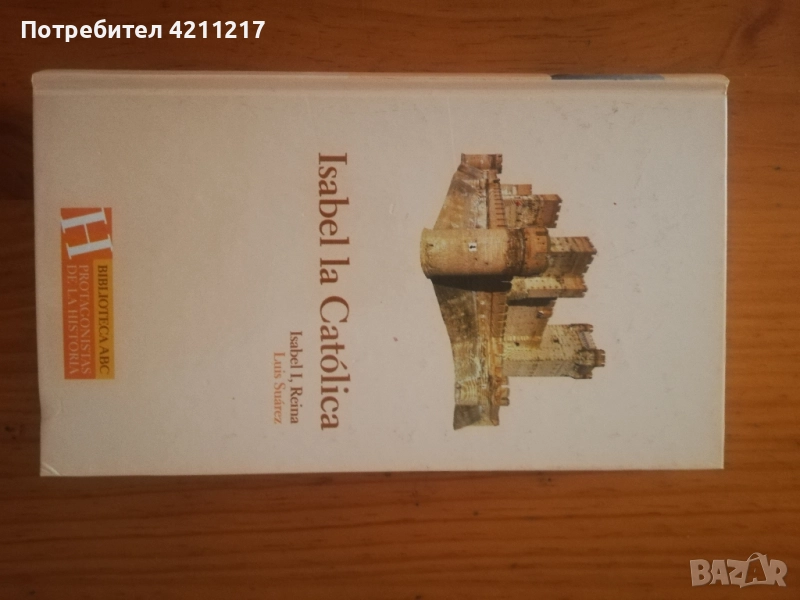 Потребител 4211217
Isabel la Católica
Isabel I, Reina
Luis Suárez
H
BIBLIOTECA ABC
PROTAGONISTAS
DE LA HISTORIA
BAZAR